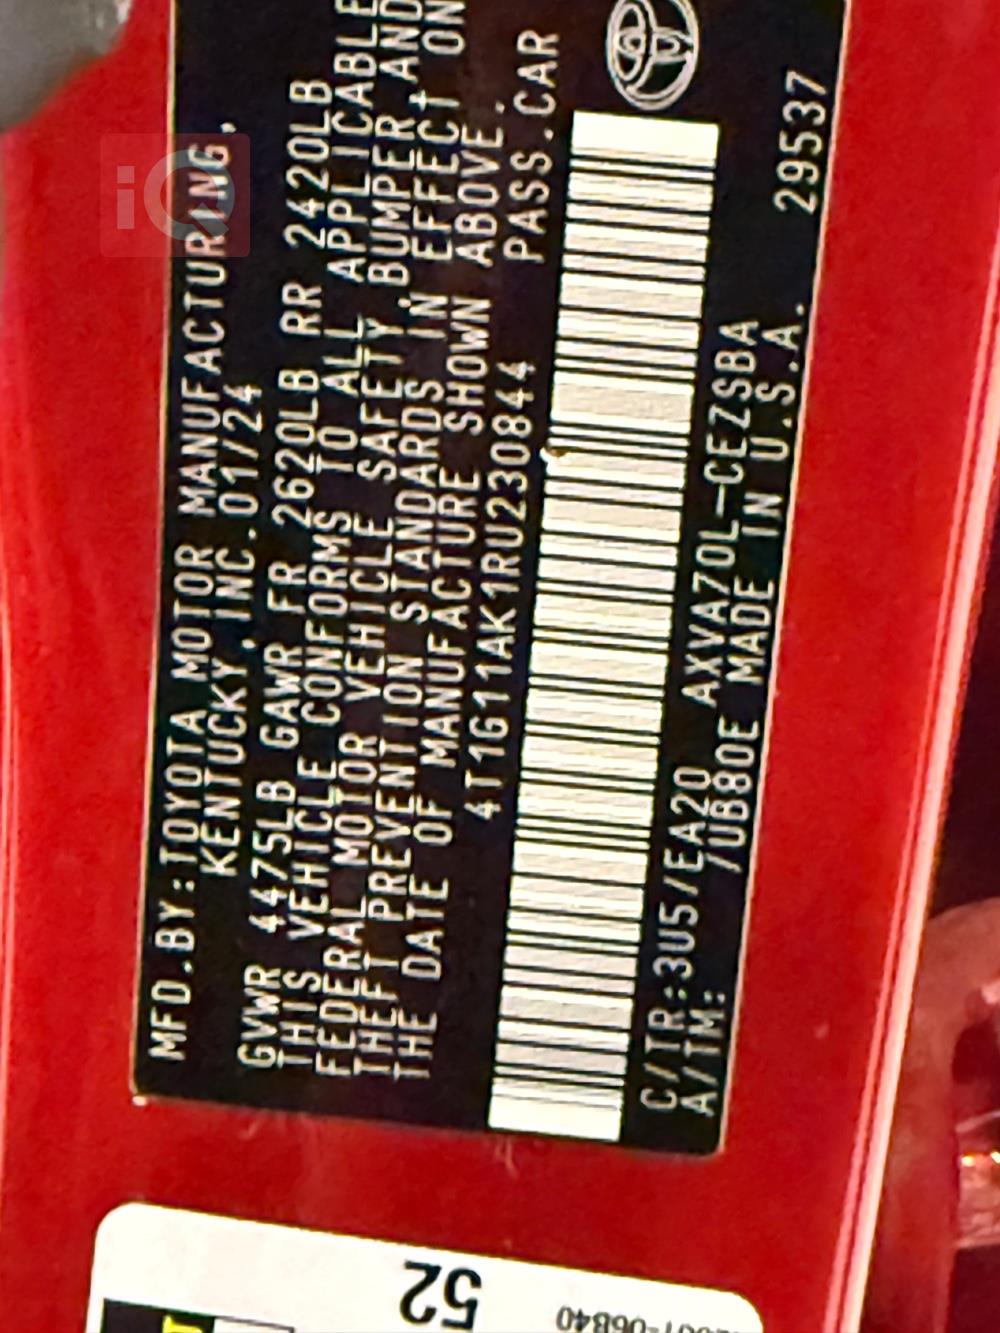 MFD.BY:TOYOTA MOTOR MANUFACTURING,
KENTUCKY,INC.01/24
GVWR 4475LB GAWR FR 2620LB RR 2420LB
THIS VEHICLE CONFORMS TO ALL APPLICABLE
FEDERAL MOTOR VEHICLE SAFETY,BUMPER,AND
THEFT PREVENTION STANDARDS IN EFFECT ON
THE DATE OF MANUFACTURE SHOWN ABOVE.
4T1G11AK1RU230844 PASS.CAR
C/TR:3U5/EA20 AXVA70L-CEZSBA
A/TM: /UB80E MADE IN U.S.A. 29537
52
06B40
iQ